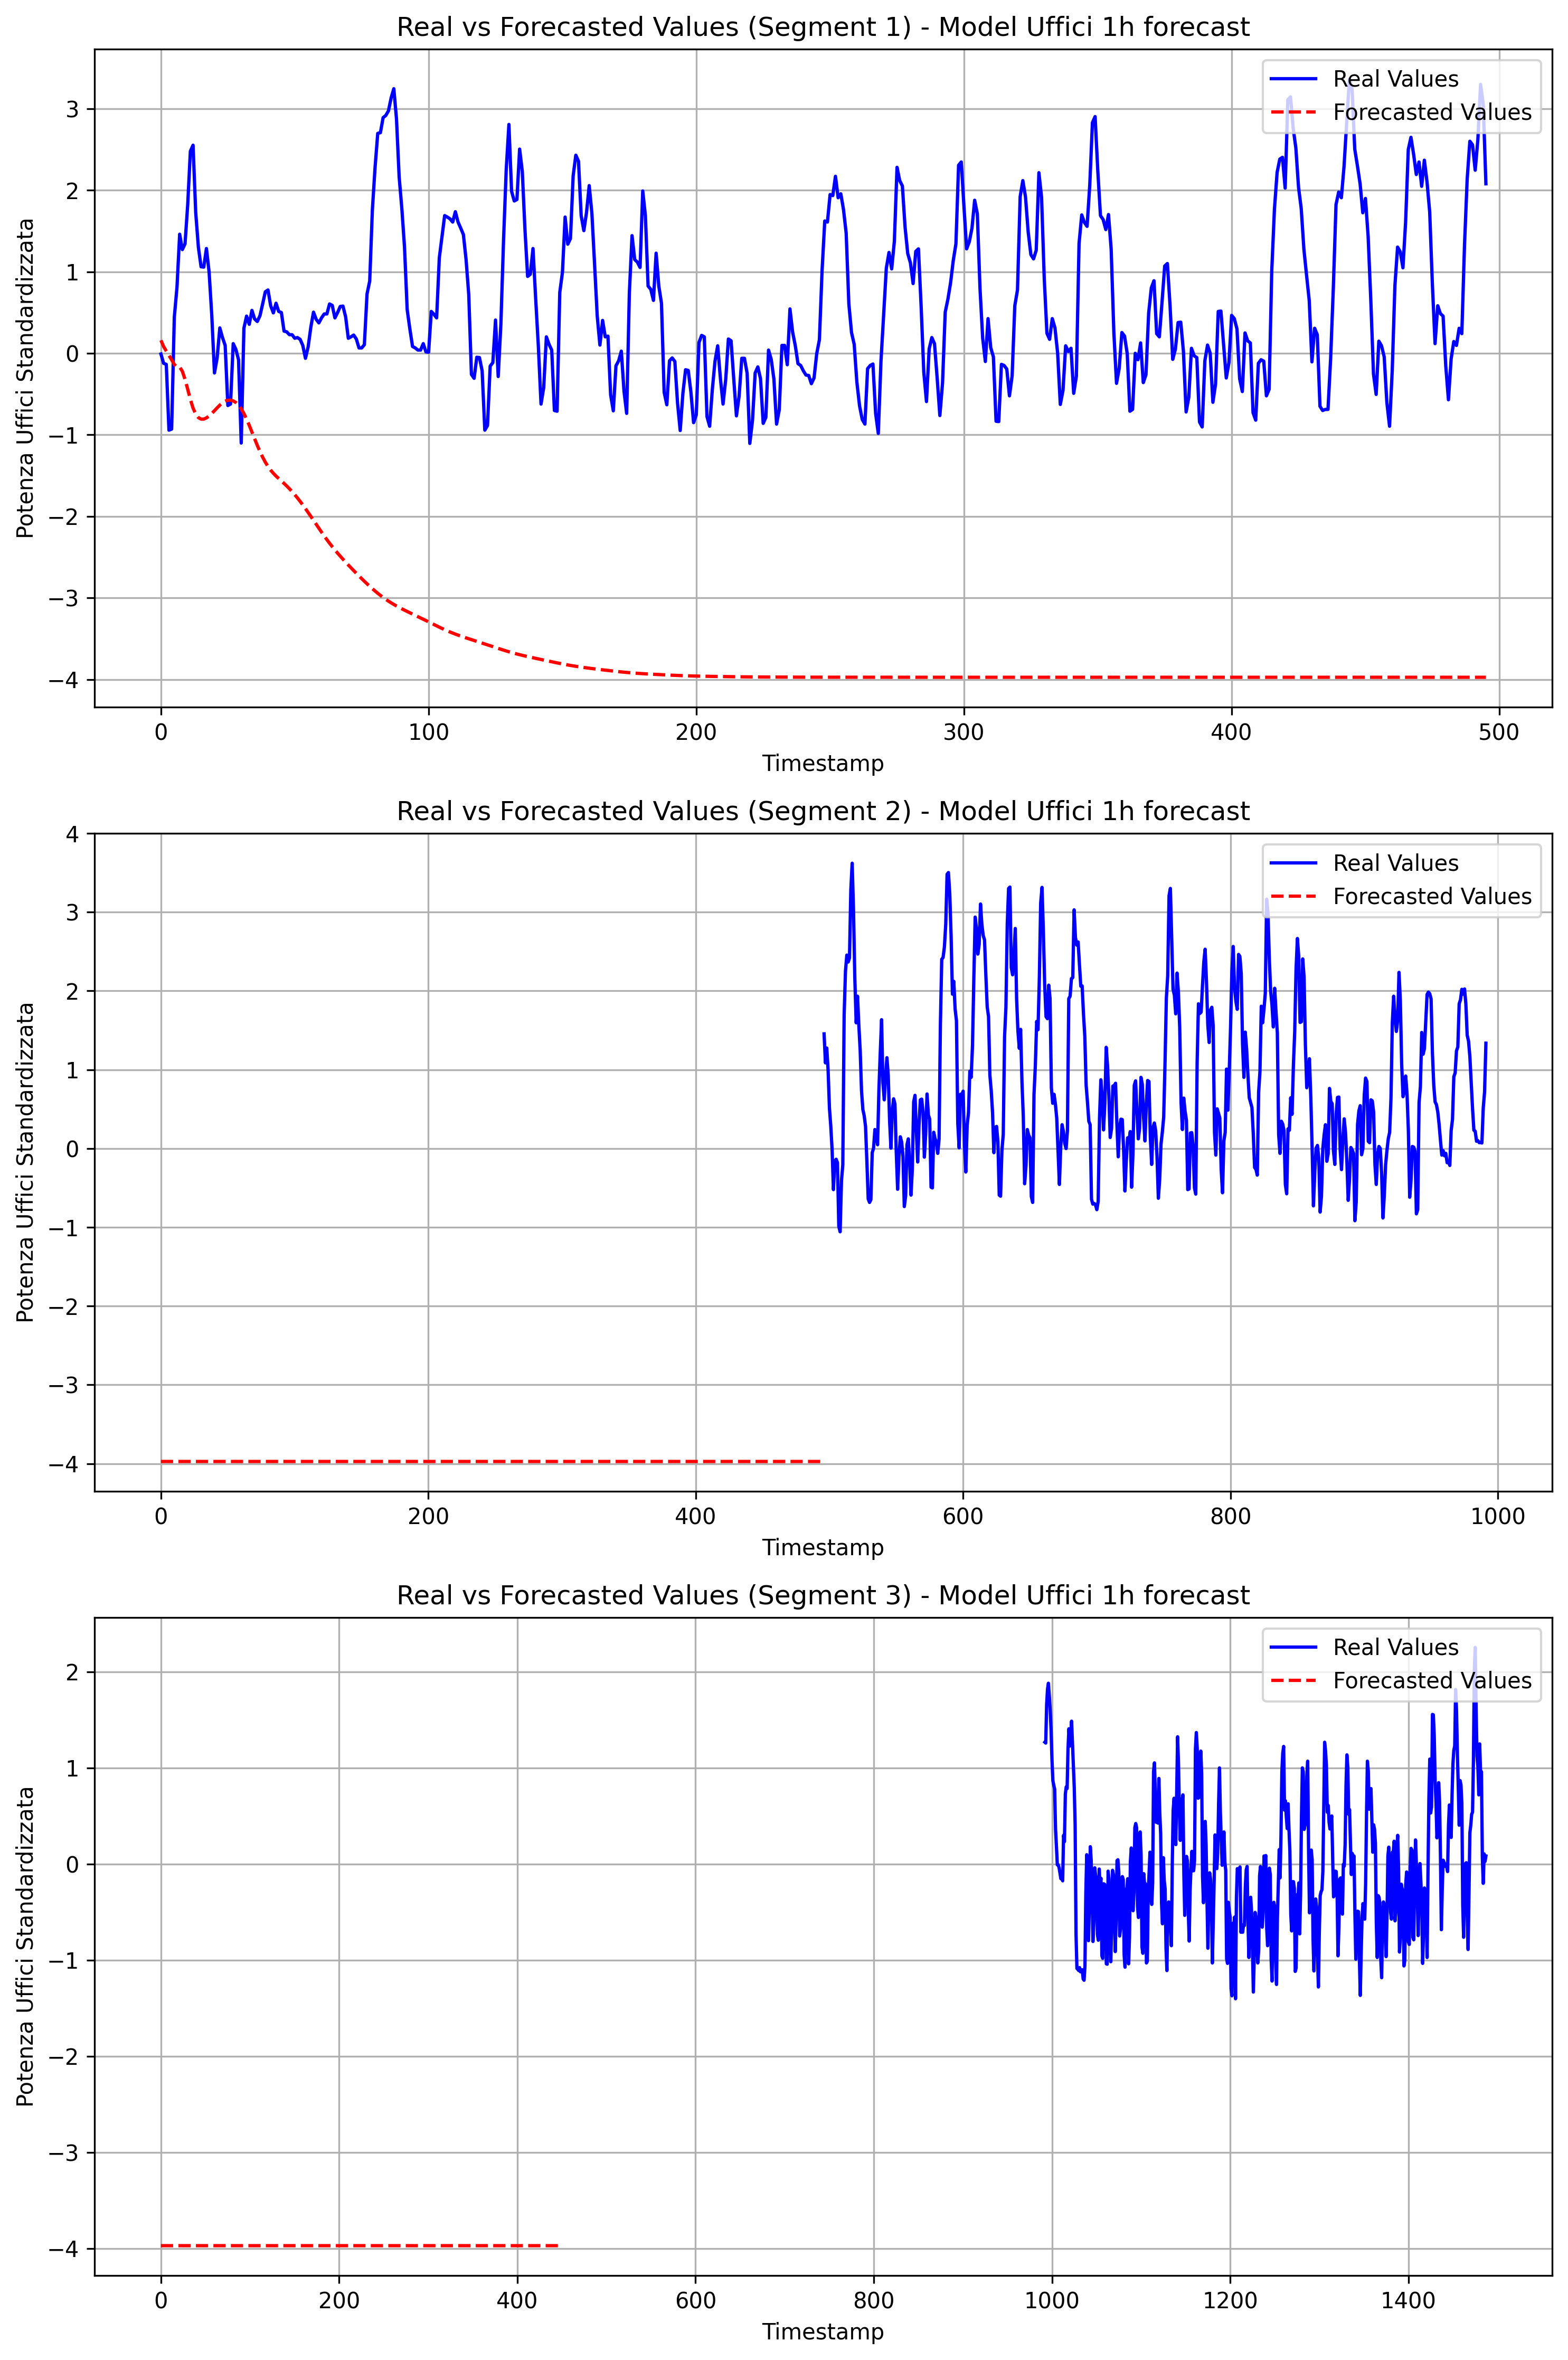 Real vs Forecasted Values (Segment 1) - Model Uffici 1h forecast
Real Values
Forecasted Values
Potenza Uffici Standardizzata
3
2
1
0
−1
−2
−3
−4
0 100 200 300 400 500
Timestamp
Real vs Forecasted Values (Segment 2) - Model Uffici 1h forecast
Real Values
Forecasted Values
Potenza Uffici Standardizzata
4
3
2
1
0
−1
−2
−3
−4
0 200 400 600 800 1000
Timestamp
Real vs Forecasted Values (Segment 3) - Model Uffici 1h forecast
Real Values
Forecasted Values
Potenza Uffici Standardizzata
2
1
0
−1
−2
−3
−4
0 200 400 600 800 1000 1200 1400
Timestamp